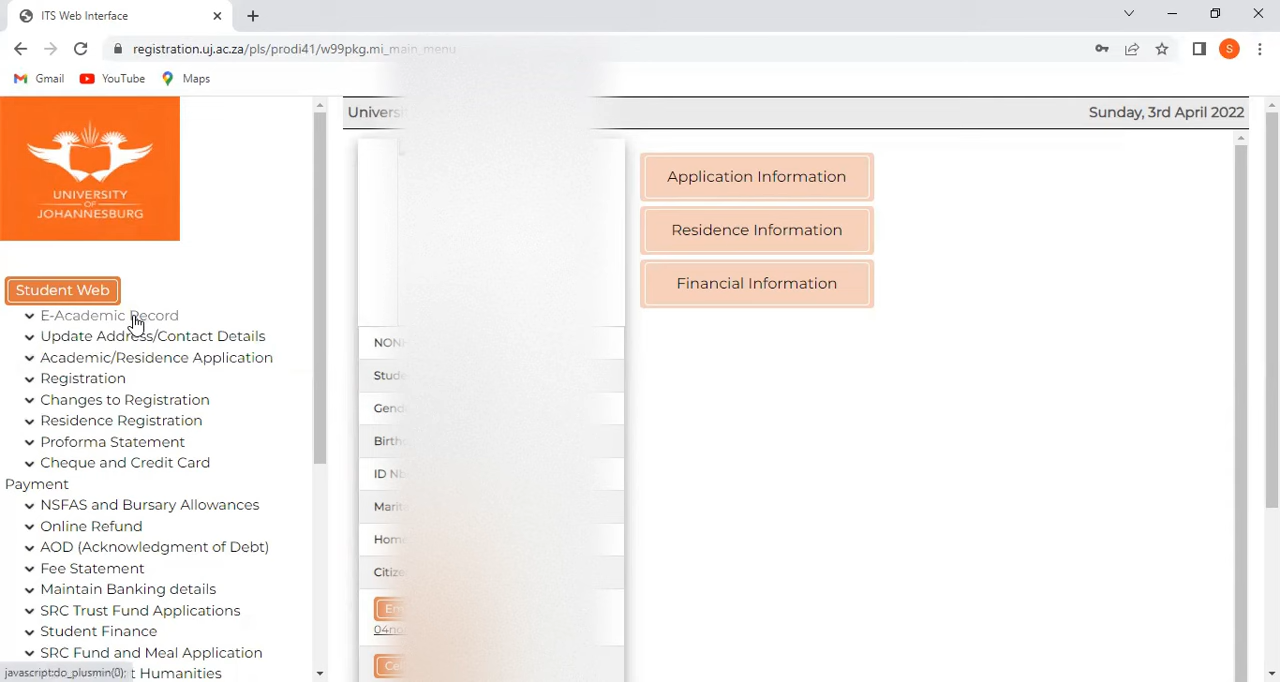 ITS Web Interface
registration.uj.ac.za/pls/prodi41/w99pkg.mi_main_menu
S
Gmail
YouTube
Maps
Sunday, 3rd April 2022
UNIVERSITY
OF
JOHANNESBURG
Application Information
Residence Information
Financial Information
Student Web
E-Academic Record
Update Address/Contact Details
Academic/Residence Application
Registration
Changes to Registration
Residence Registration
Proforma Statement
Cheque and Credit Card
Payment
NSFAS and Bursary Allowances
Online Refund
AOD (Acknowledgment of Debt)
Fee Statement
Maintain Banking details
SRC Trust Fund Applications
Student Finance
SRC Fund and Meal Application
t Humanities
javascript:do_plusmin(0);